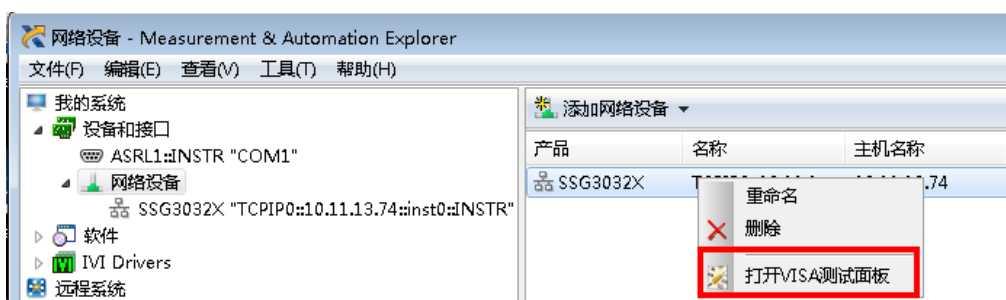 网络设备 - Measurement & Automation Explorer
文件(F) 编辑(E) 查看(V) 工具(T) 帮助(H)
我的系统
设备和接口
ASRL1::INSTR "COM1"
网络设备
SSG3032X "TCPIP0::10.11.13.74::inst0::INSTR"
软件
IVI Drivers
远程系统
添加网络设备
产品 名称 主机名称
SSG3032X
重命名
删除
打开VISA测试面板